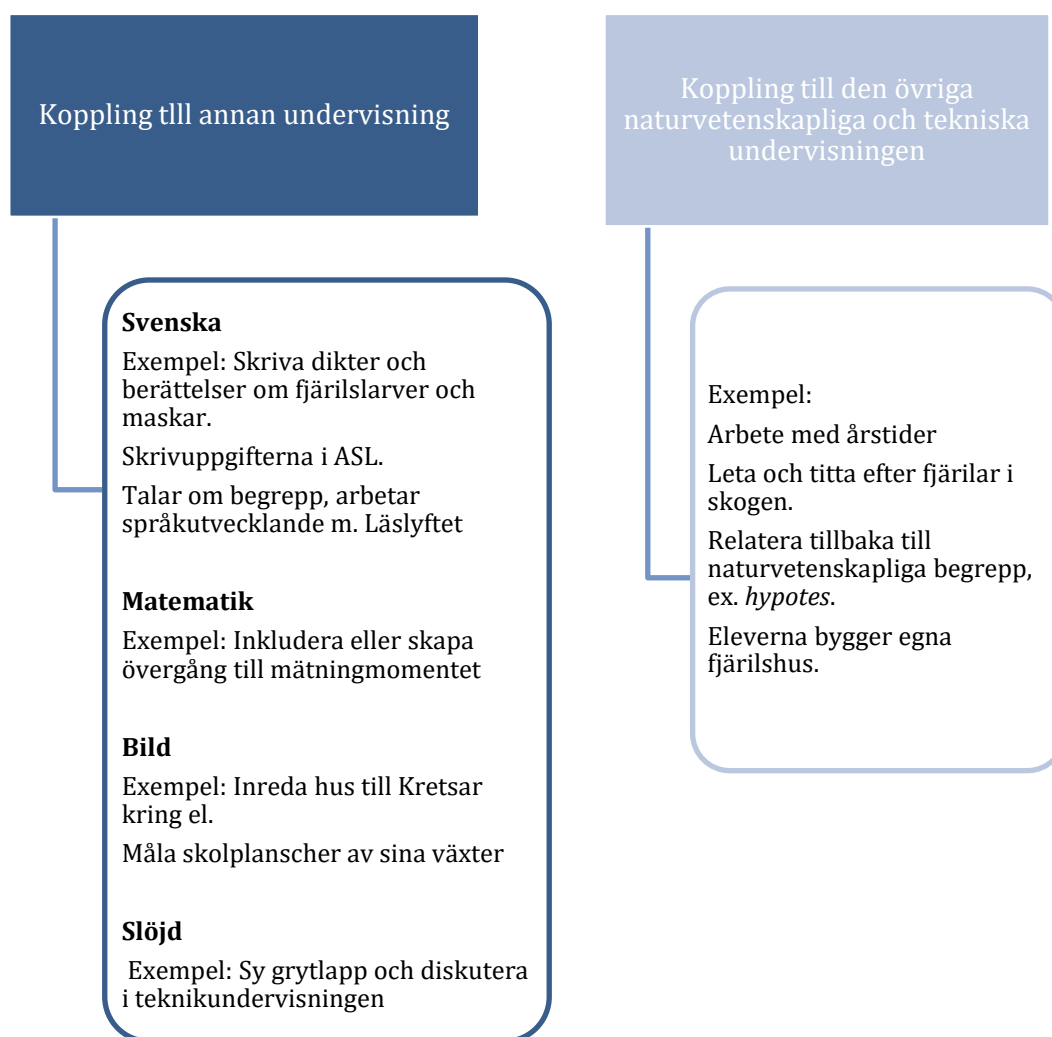 Koppling tlll annan undervisning
Svenska
Exempel: Skriva dikter och
berättelser om fjärilslarver och
maskar.
Skrivuppgifterna i ASL.
Talar om begrepp, arbetar
språkutvecklande m. Läslyftet
Matematik
Exempel: Inkludera eller skapa
övergång till mätningmomentet
Bild
Exempel: Inreda hus till Kretsar
kring el.
Måla skolplanscher av sina växter
Slöjd
Exempel: Sy grytlapp och diskutera
i teknikundervisningen
Koppling till den övriga
naturvetenskapliga och tekniska
undervisningen
Exempel:
Arbete med årstider
Leta och titta efter fjärilar i
skogen.
Relatera tillbaka till
naturvetenskapliga begrepp,
ex. hypotes.
Eleverna bygger egna
fjärilshus.